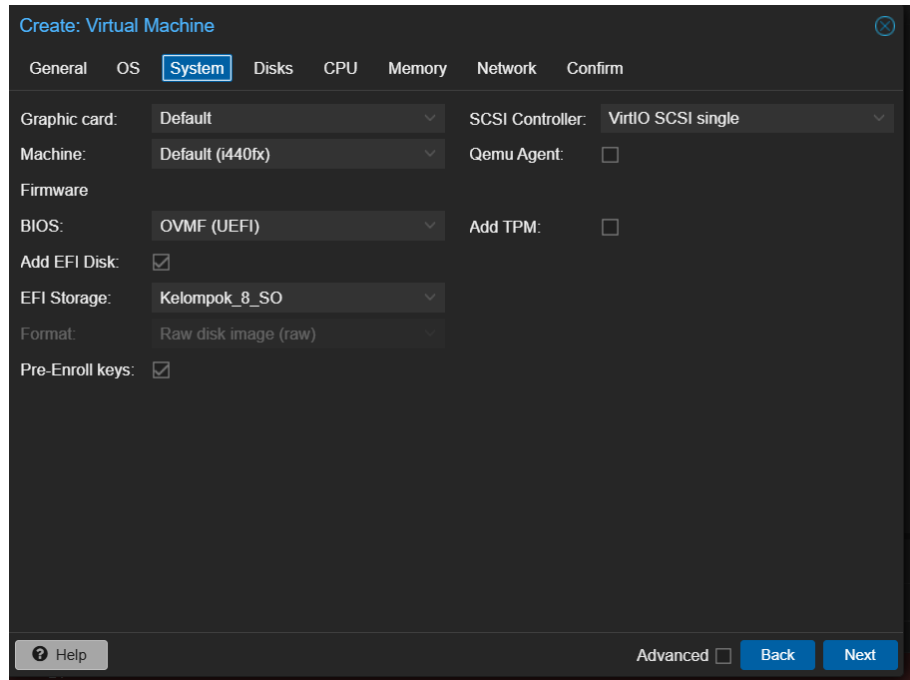 Create: Virtual Machine
General OS System Disks CPU Memory Network Confirm
Graphic card: Default SCSI Controller: VirtIO SCSI single
Machine: Default (i440fx) Qemu Agent:
Firmware
BIOS: OVMF (UEFI) Add TPM:
Add EFI Disk:
EFI Storage: Kelompok_8_SO
Format: Raw disk image (raw)
Pre-Enroll keys:
Help Advanced Back Next